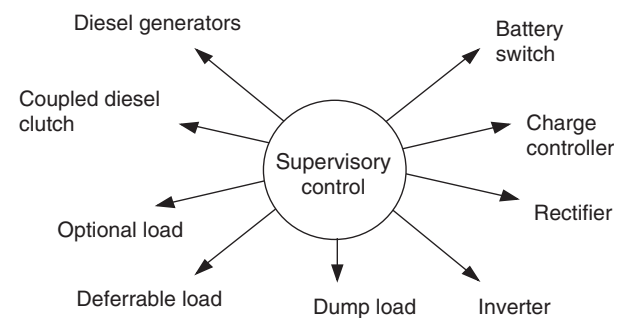 Diesel generators
Battery
switch
Coupled diesel
clutch
Charge
controller
Supervisory
control
Rectifier
Optional load
Deferrable load
Dump load
Inverter